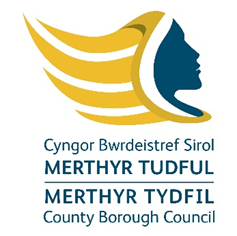 Cyngor Bwrdeistref Sirol
MERTHYR TUDFUL
MERTHYR TYDFIL
County Borough Council